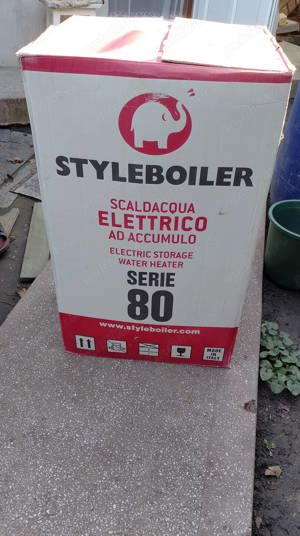 STYLEBOILER
SCALDACQUA
ELETTRICO
AD ACCUMULO
ELECTRIC STORAGE
WATER HEATER
SERIE
80
www.styleboiler.com
MADE
IN
ITALY